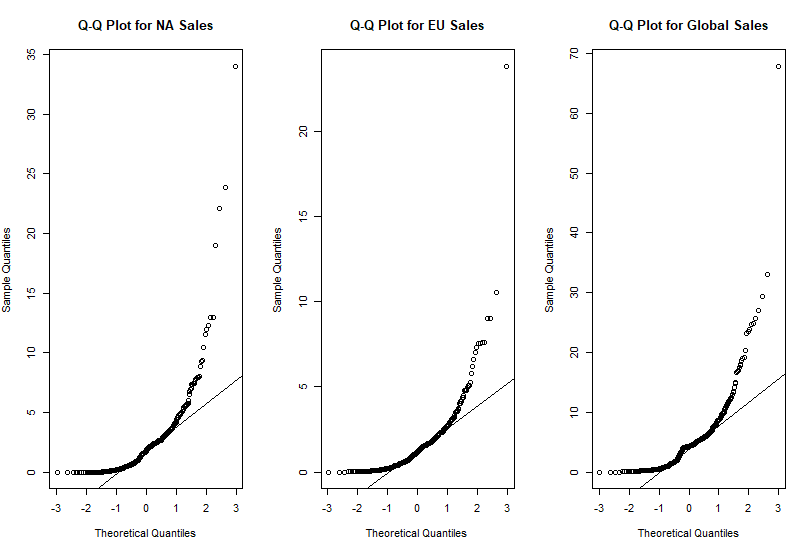 Q-Q Plot for NA Sales
Sample Quantiles
35
30
25
20
15
10
5
0
-3 -2 -1 0 1 2 3
Theoretical Quantiles
Q-Q Plot for EU Sales
Sample Quantiles
20
15
10
5
0
-3 -2 -1 0 1 2 3
Theoretical Quantiles
Q-Q Plot for Global Sales
Sample Quantiles
70
60
50
40
30
20
10
0
-3 -2 -1 0 1 2 3
Theoretical Quantiles